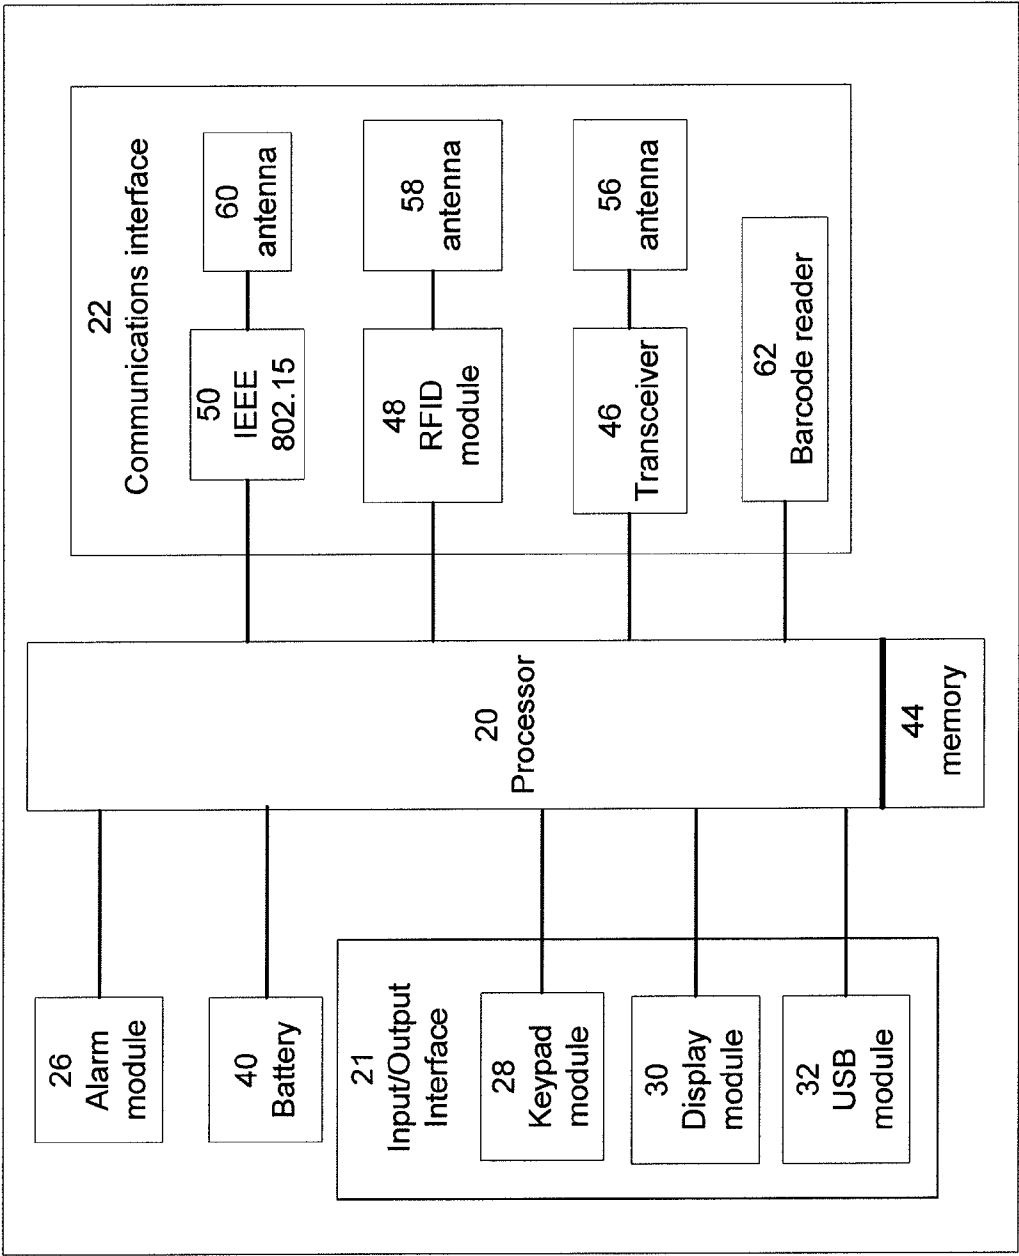 26
Alarm
module
40
Battery
21
Input/Output
Interface
28
Keypad
module
30
Display
module
32
USB
module
20
Processor
44
memory
22
Communications interface
50
IEEE
802.15
60
antenna
48
RFID
module
58
antenna
46
Transceiver
56
antenna
62
Barcode reader